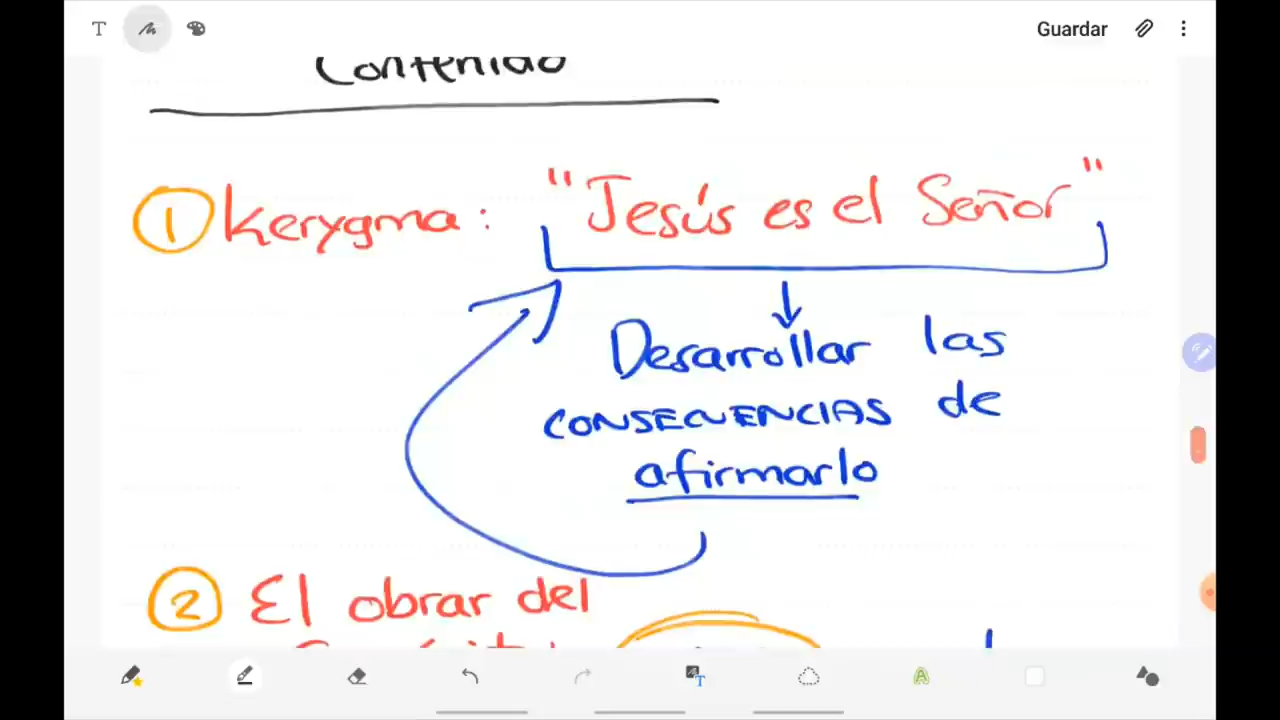 Guardar
Contenido
1 Kerygma: "Jesús es el Señor"
Desarrollar las
CONSECUENCIAS de
afirmarlo
2 El obrar del